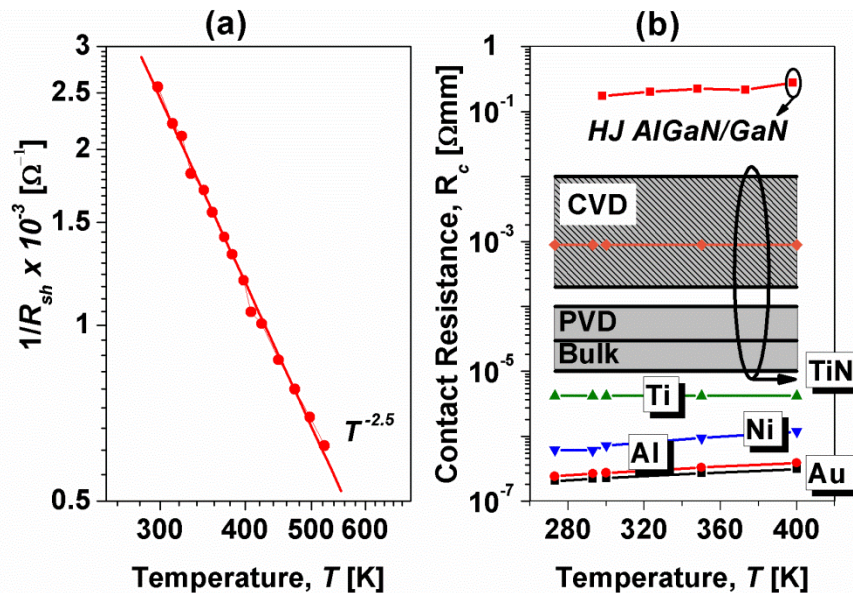 (a)
3
2.5
2
1.5
1
0.5
1/R_sh x 10^-3 [Ω^-1]
T^-2.5
300 400 500 600
Temperature, T [K]
(b)
1
10^-1
10^-3
10^-5
10^-7
Contact Resistance, R_c [Ωmm]
HJ AlGaN/GaN
CVD
PVD
Bulk
TiN
Ti
Ni
Al
Au
280 320 360 400
Temperature, T [K]